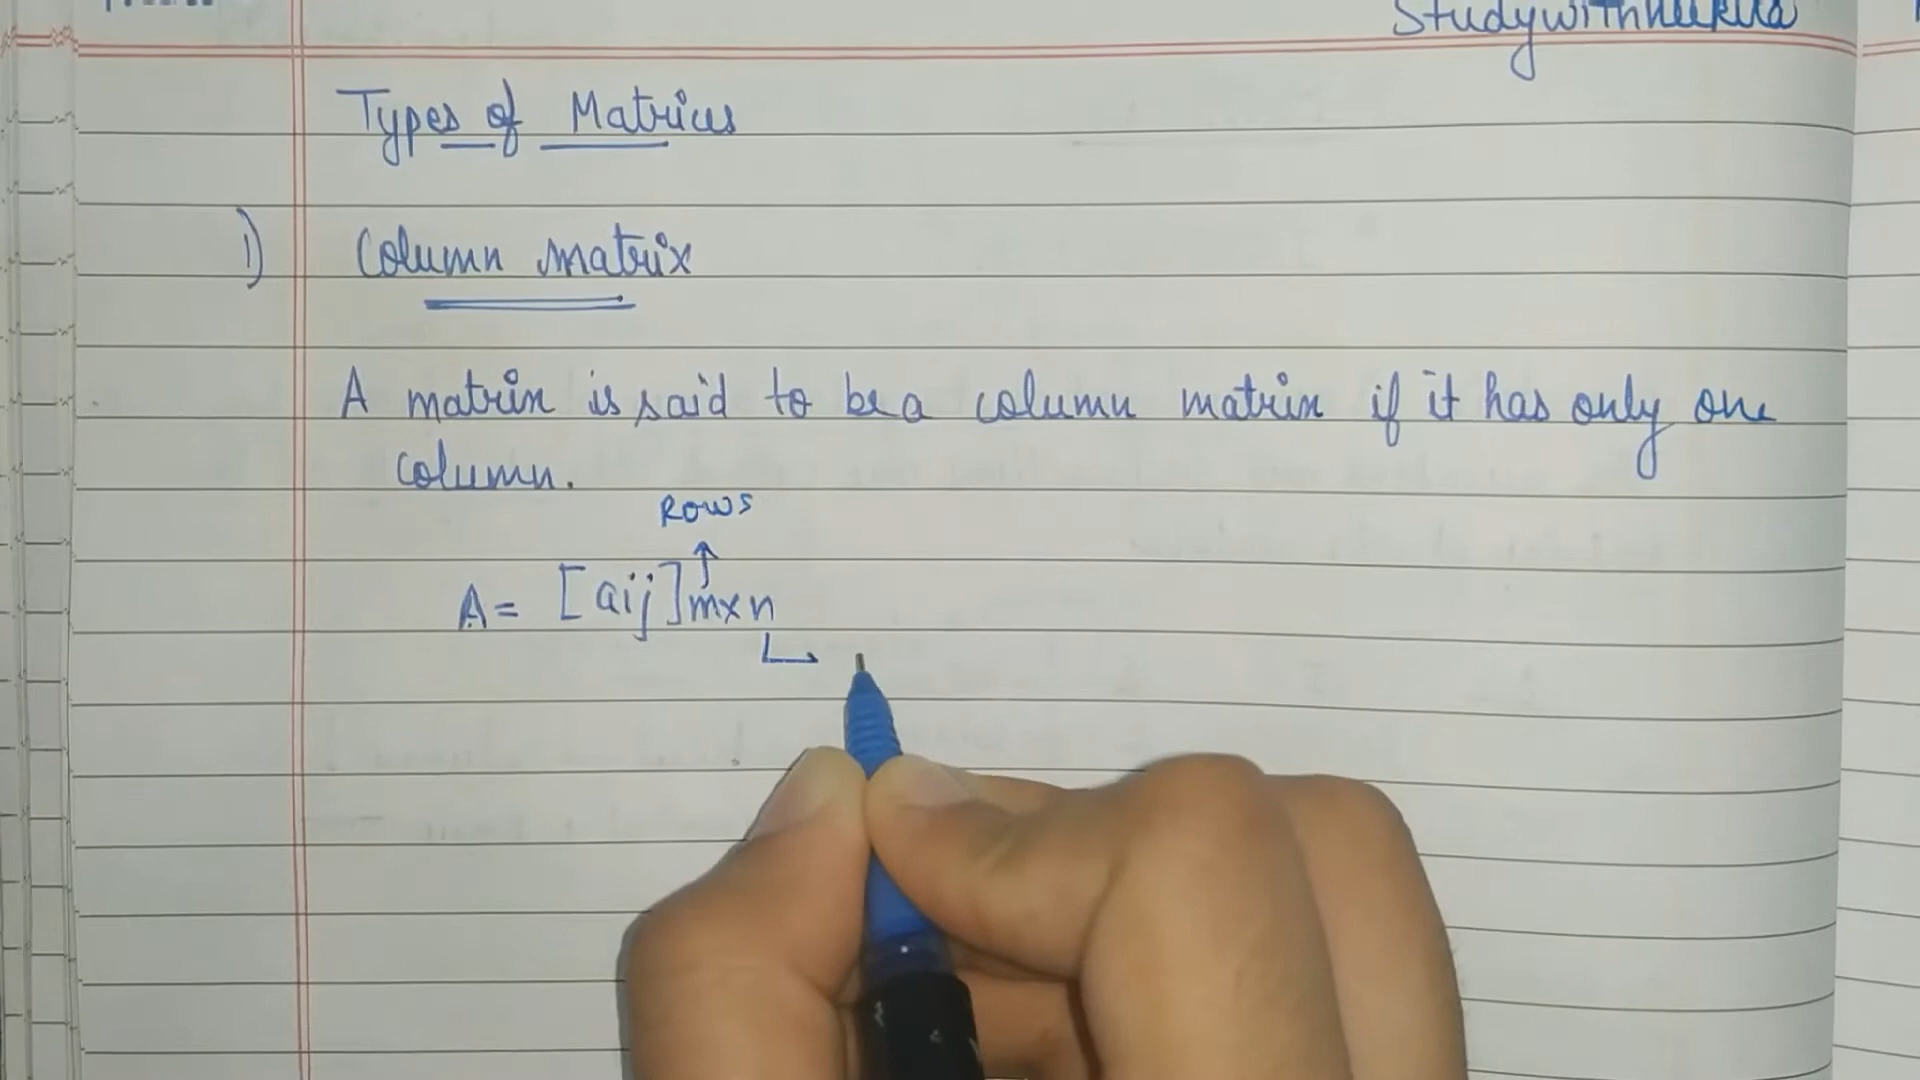 Types of Matrices
1) Column matrix
A matrix is said to be a column matrix if it has only one
column.
Rows
A = [aij]m×n